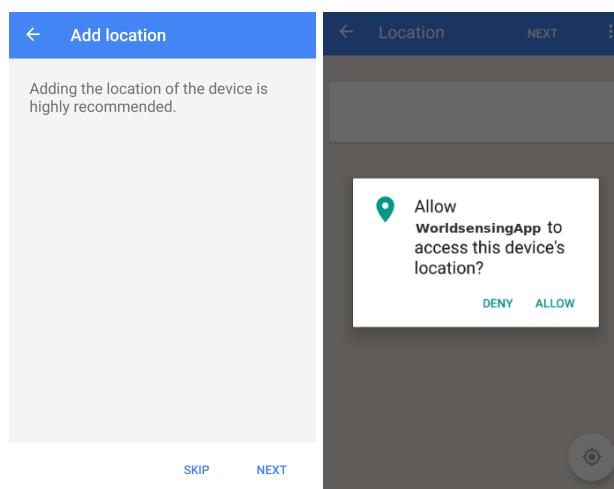 Add location
Adding the location of the device is
highly recommended.
SKIP NEXT
Location NEXT
Allow
WorldsensingApp to
access this device's
location?
DENY ALLOW